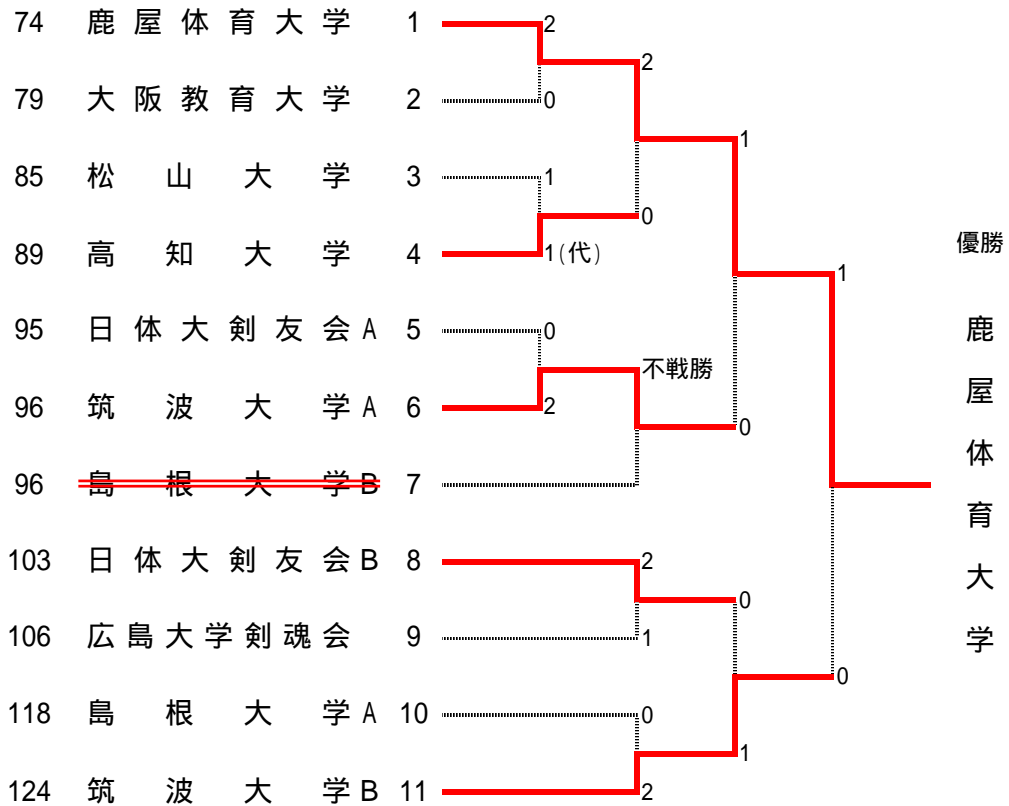 74 鹿屋体育大学 1 2
2
79 大阪教育大学 2 0
1
85 松山大学 3 1
0
89 高知大学 4 1(代)
優勝
1
95 日体大剣友会A 5 0
不戦勝
96 筑波大学A 6 2
0
96 島根大学B 7
鹿屋体育大学
103 日体大剣友会B 8 2
0
106 広島大学剣魂会 9 1
0
118 島根大学A 10 0
1
124 筑波大学B 11 2